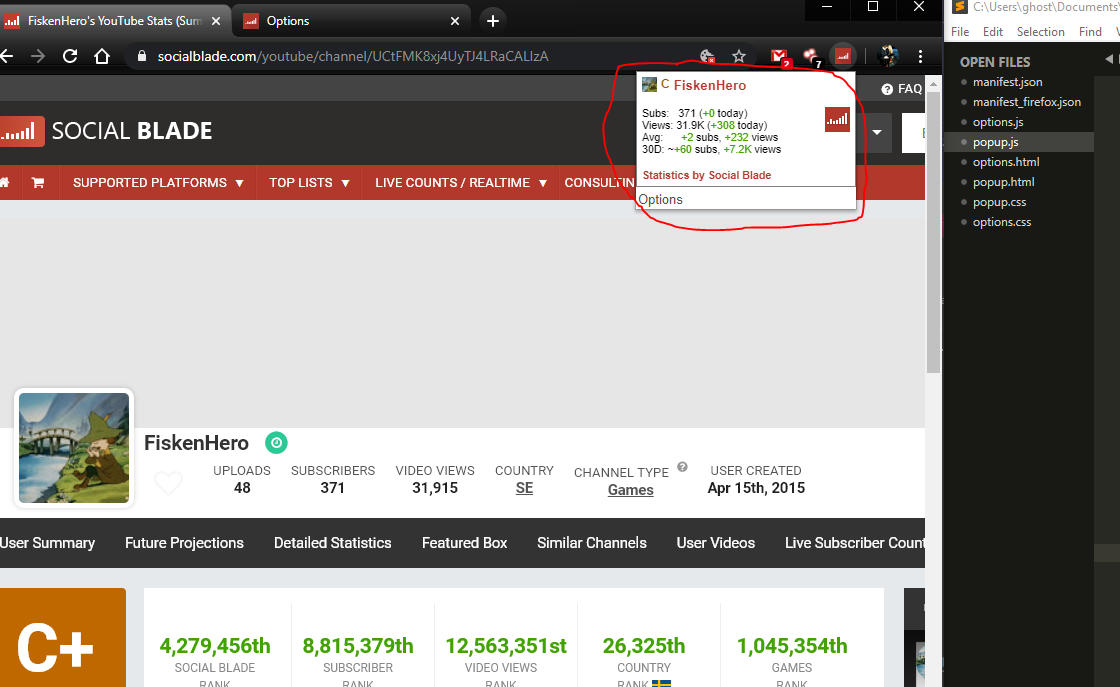 FiskenHero's YouTube Stats (Sum
Options
C:\Users\ghost\Documents\
socialblade.com/youtube/channel/UCtFMK8xj4UyTJ4LRaCALIzA
2
7
File Edit Selection Find
C FiskenHero
Subs: 371 (+0 today)
Views: 31.9K (+308 today)
Avg: +2 subs, +232 views
30D: ~+60 subs, +7.2K views
Statistics by Social Blade
Options
FAQ
SOCIAL BLADE
SUPPORTED PLATFORMS TOP LISTS LIVE COUNTS / REALTIME CONSULTIN
OPEN FILES
manifest.json
manifest_firefox.json
options.js
popup.js
options.html
popup.html
popup.css
options.css
FiskenHero
UPLOADS SUBSCRIBERS VIDEO VIEWS COUNTRY CHANNEL TYPE USER CREATED
48 371 31,915 SE Games Apr 15th, 2015
User Summary Future Projections Detailed Statistics Featured Box Similar Channels User Videos Live Subscriber Count
C+
4,279,456th 8,815,379th 12,563,351st 26,325th 1,045,354th
SOCIAL BLADE SUBSCRIBER VIDEO VIEWS COUNTRY GAMES
RANK RANK RANK RANK RANK